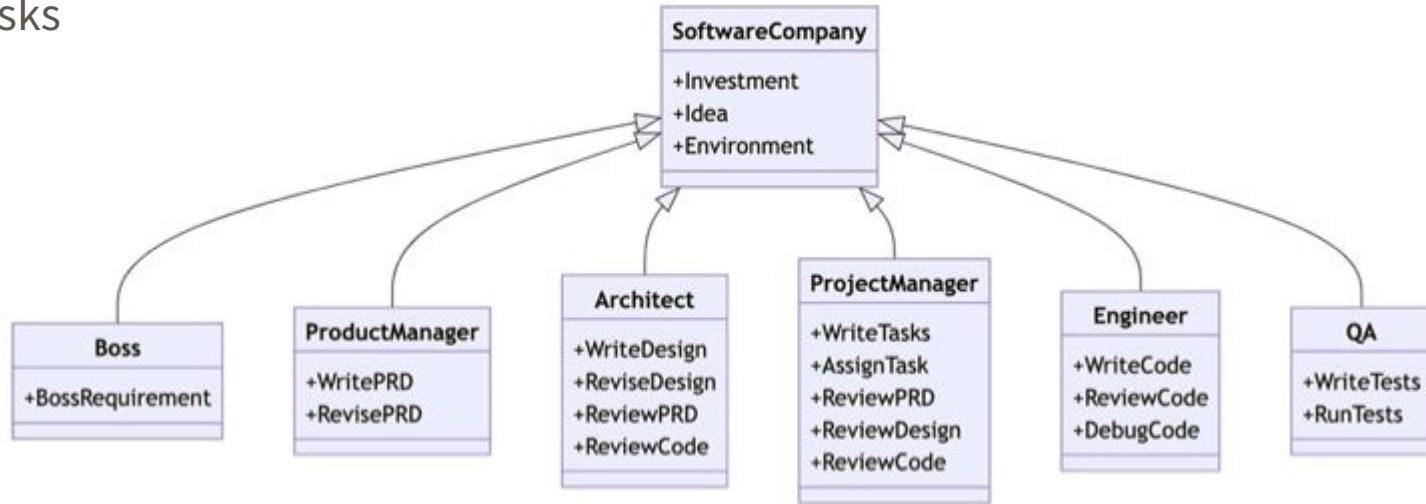 SoftwareCompany
+Investment
+Idea
+Environment
Boss
+BossRequirement
ProductManager
+WritePRD
+RevisePRD
Architect
+WriteDesign
+ReviseDesign
+ReviewPRD
+ReviewCode
ProjectManager
+WriteTasks
+AssignTask
+ReviewPRD
+ReviewDesign
+ReviewCode
Engineer
+WriteCode
+ReviewCode
+DebugCode
QA
+WriteTests
+RunTests